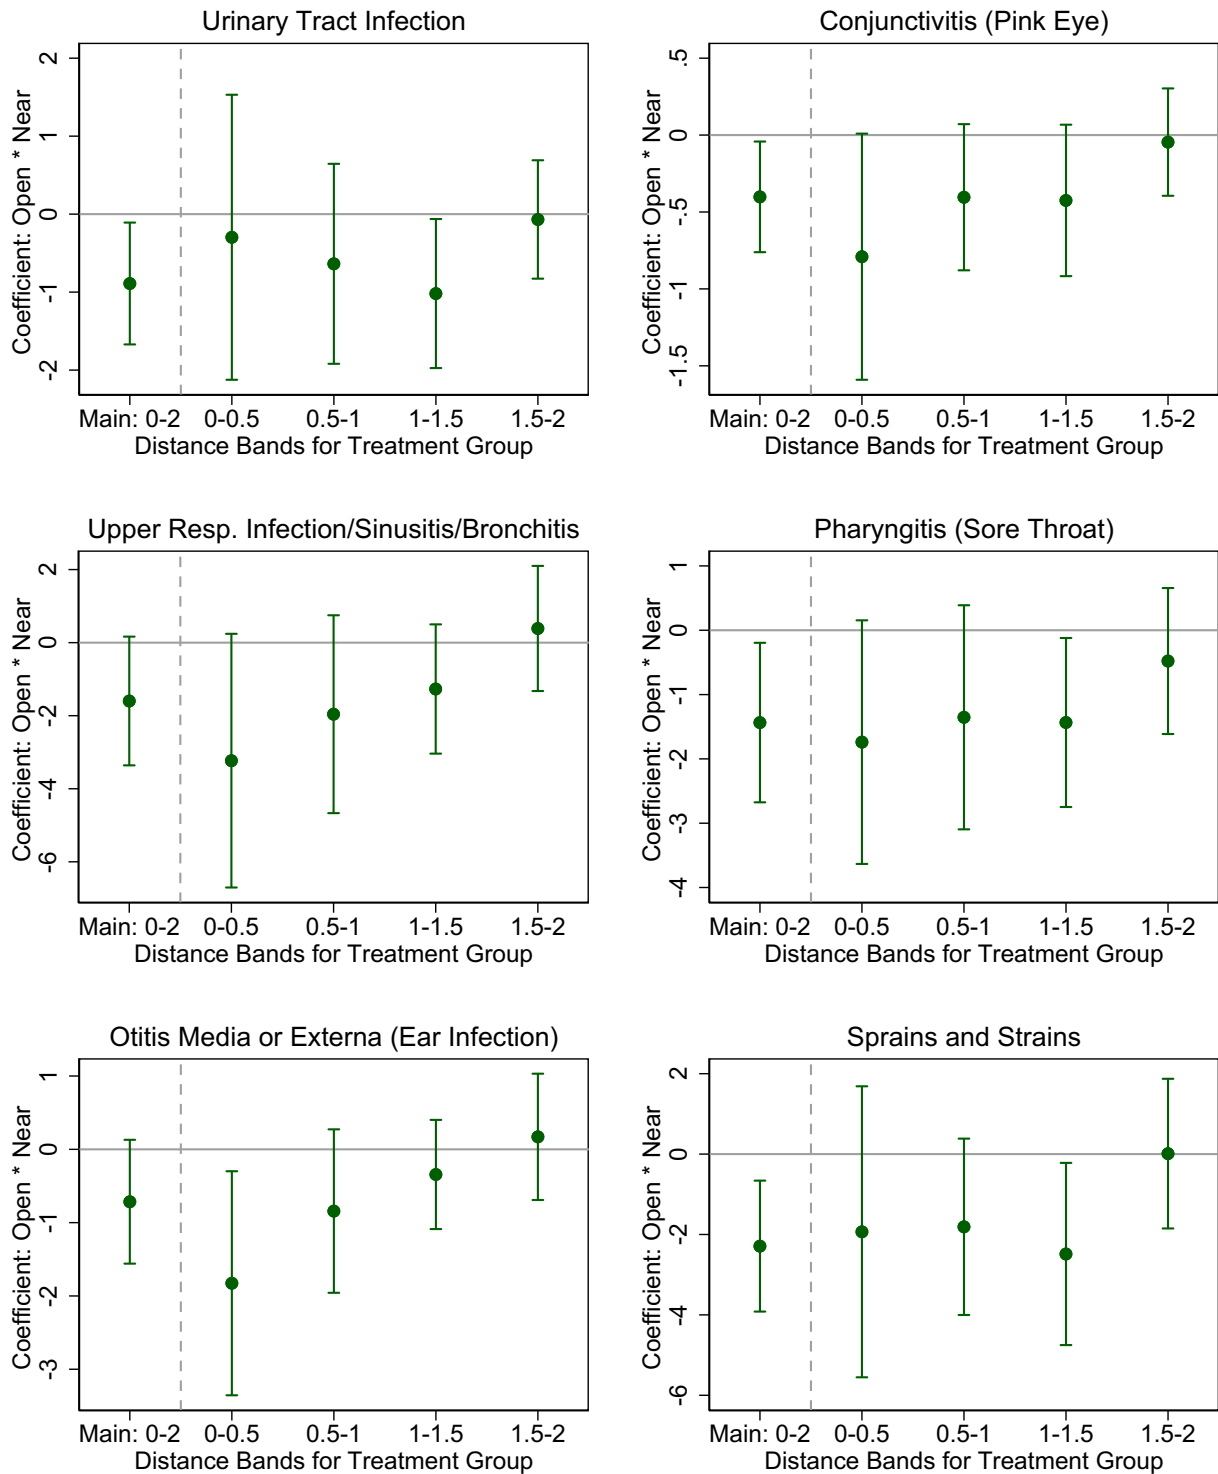 Urinary Tract Infection
Coefficient: Open * Near
2
1
0
-1
-2
Main: 0-2 0-0.5 0.5-1 1-1.5 1.5-2
Distance Bands for Treatment Group
Conjunctivitis (Pink Eye)
Coefficient: Open * Near
.5
0
-.5
-1
-1.5
Main: 0-2 0-0.5 0.5-1 1-1.5 1.5-2
Distance Bands for Treatment Group
Upper Resp. Infection/Sinusitis/Bronchitis
Coefficient: Open * Near
2
0
-2
-4
-6
Main: 0-2 0-0.5 0.5-1 1-1.5 1.5-2
Distance Bands for Treatment Group
Pharyngitis (Sore Throat)
Coefficient: Open * Near
1
0
-1
-2
-3
-4
Main: 0-2 0-0.5 0.5-1 1-1.5 1.5-2
Distance Bands for Treatment Group
Otitis Media or Externa (Ear Infection)
Coefficient: Open * Near
1
0
-1
-2
-3
Main: 0-2 0-0.5 0.5-1 1-1.5 1.5-2
Distance Bands for Treatment Group
Sprains and Strains
Coefficient: Open * Near
2
0
-2
-4
-6
Main: 0-2 0-0.5 0.5-1 1-1.5 1.5-2
Distance Bands for Treatment Group